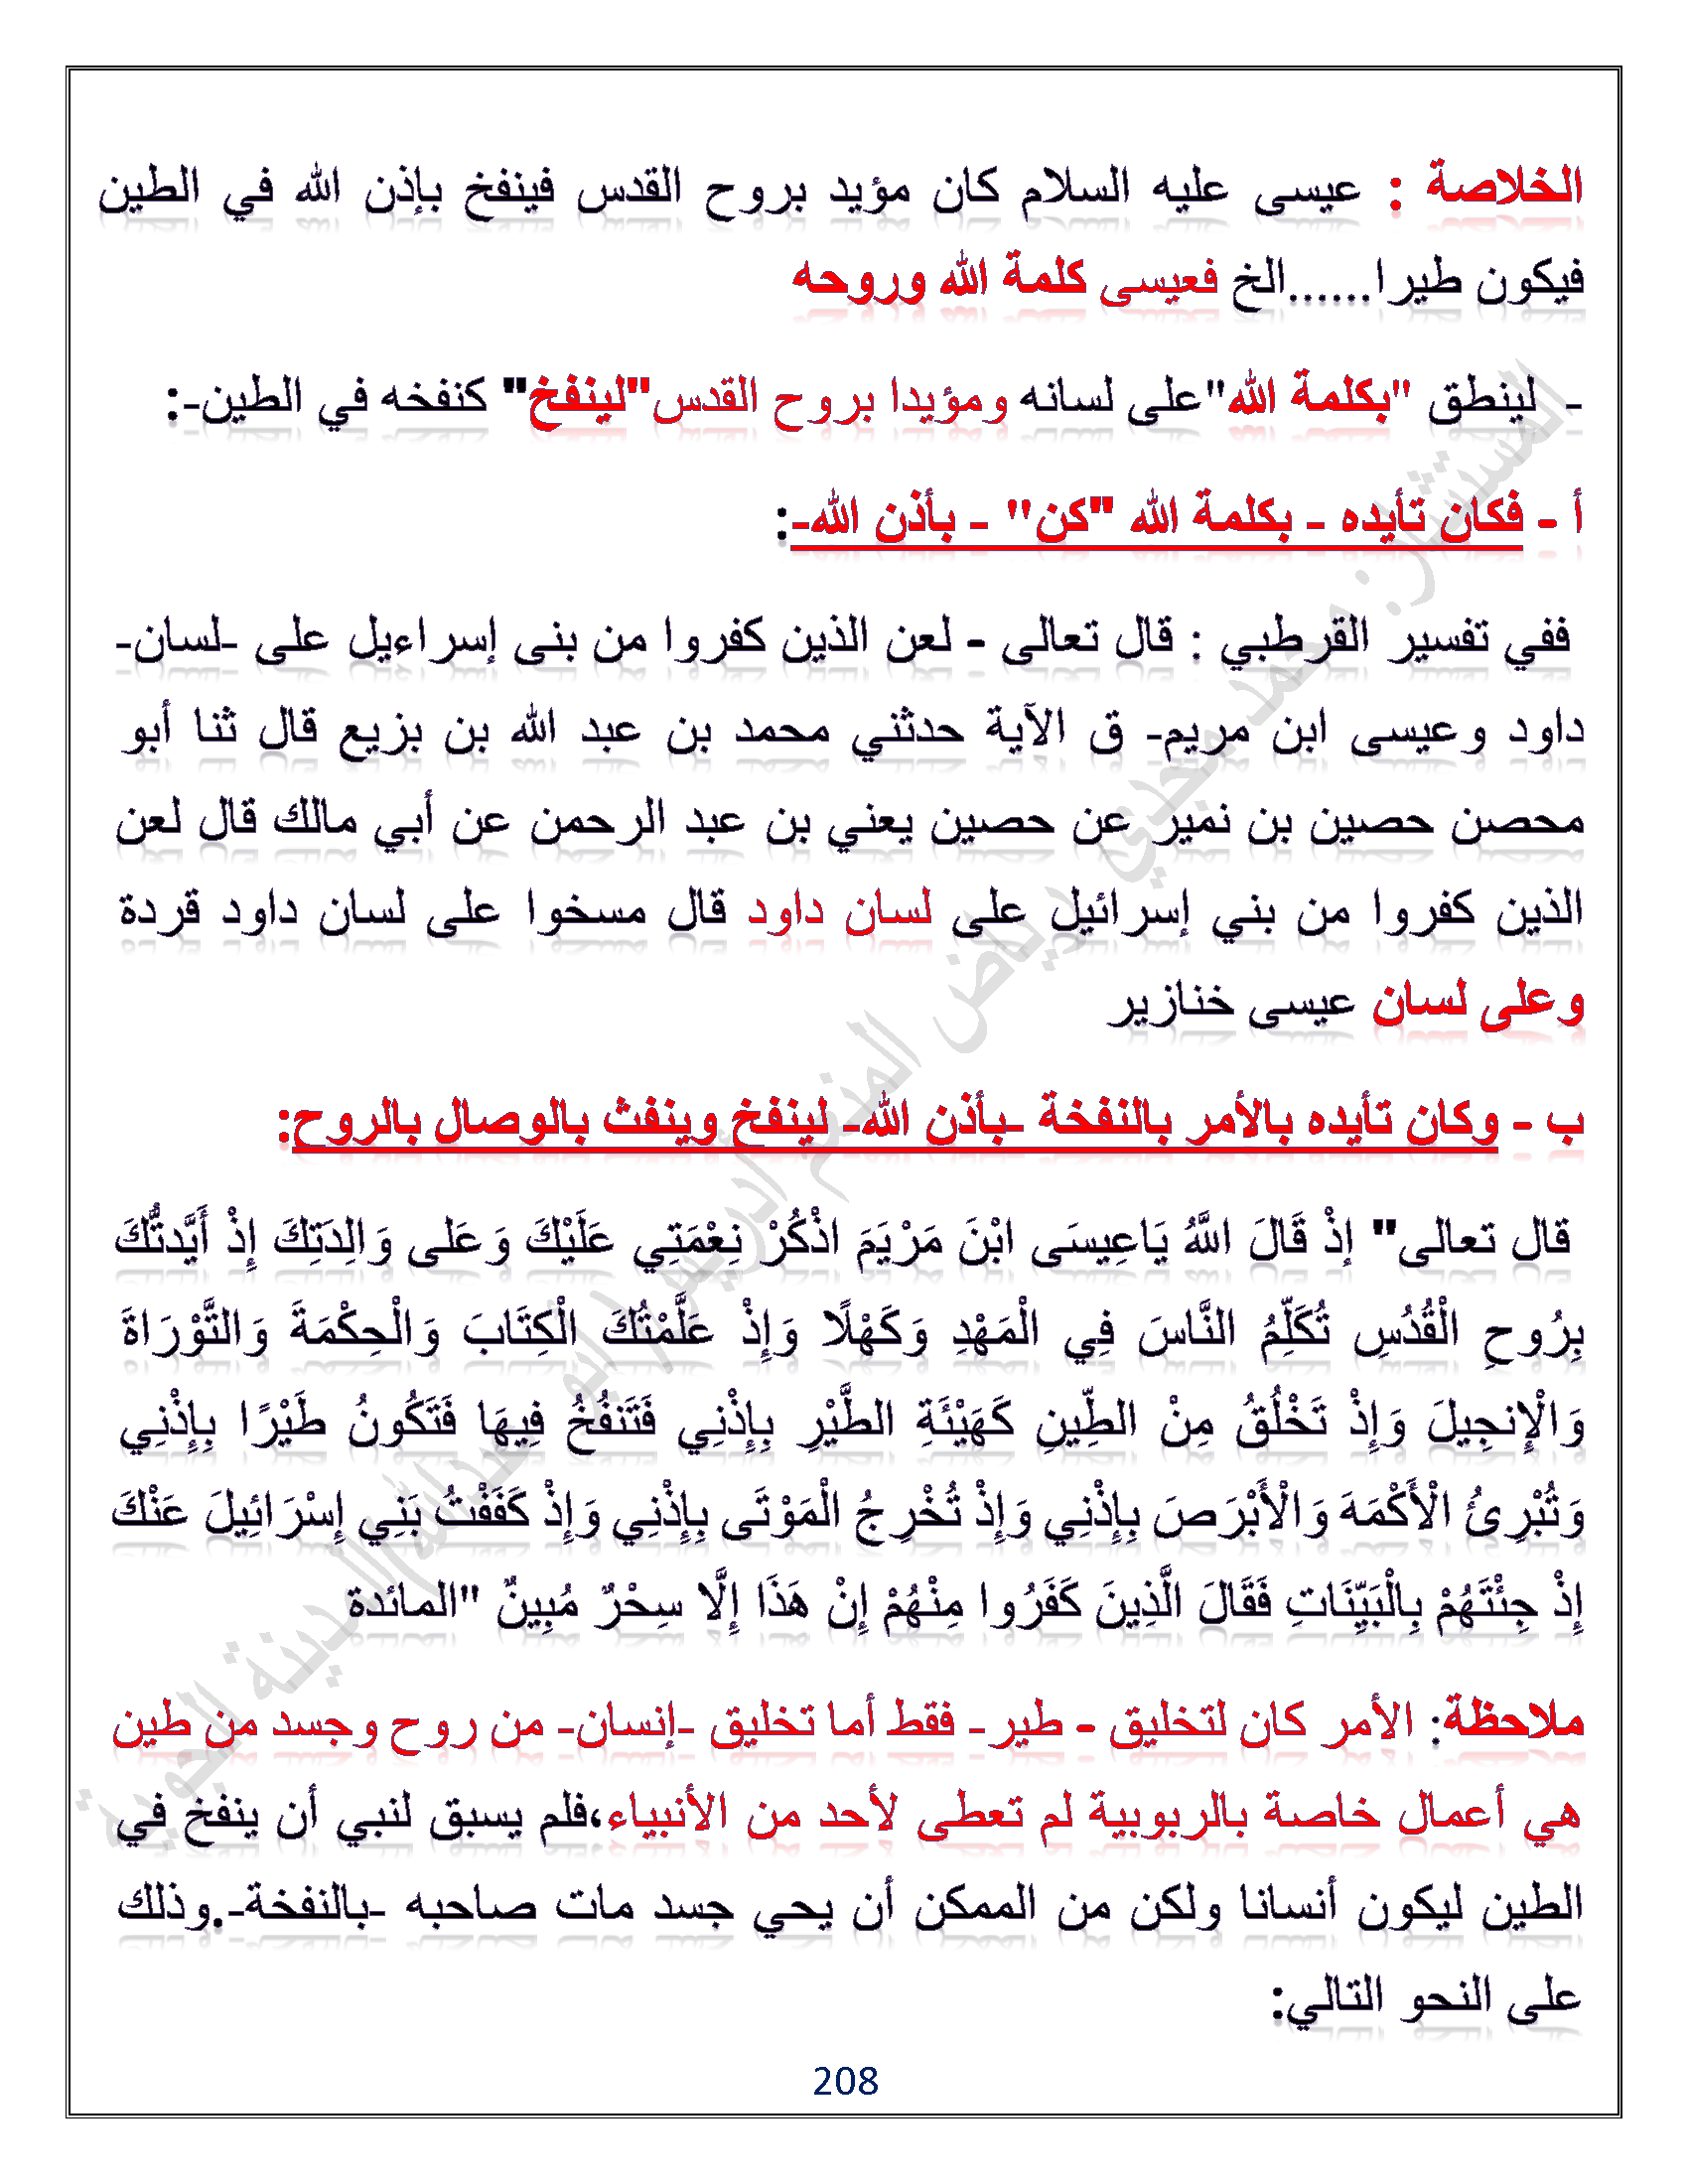 الخلاصة : عيسى عليه السلام كان مؤيد بروح القدس فينفخ بإذن الله في الطين
فيكون طيرا......الخ فعيسى كلمة الله وروحه
- لينطق "بكلمة الله"على لسانه ومؤيدا بروح القدس"لينفخ" كنفخه في الطين-:
أ - فكان تأيده - بكلمة الله "كن" - بأذن الله-:
ففي تفسير القرطبي : قال تعالى - لعن الذين كفروا من بنى إسراءيل على -لسان-
داود وعيسى ابن مريم- ق الآية حدثني محمد بن عبد الله بن بزيع قال ثنا أبو
محصن حصين بن نمير عن حصين يعني بن عبد الرحمن عن أبي مالك قال لعن
الذين كفروا من بني إسرائيل على لسان داود قال مسخوا على لسان داود قردة
وعلى لسان عيسى خنازير
ب - وكان تأيده بالأمر بالنفخة -بأذن الله- لينفخ وينفث بالوصال بالروح:
قال تعالى" إِذْ قَالَ اللَّهُ يَاعِيسَى ابْنَ مَرْيَمَ اذْكُرْ نِعْمَتِي عَلَيْكَ وَعَلى وَالِدَتِكَ إِذْ أَيَّدتُّكَ
بِرُوحِ الْقُدُسِ تُكَلِّمُ النَّاسَ فِي الْمَهْدِ وَكَهْلًا وَإِذْ عَلَّمْتُكَ الْكِتَابَ وَالْحِكْمَةَ وَالتَّوْرَاةَ
وَالْإِنجِيلَ وَإِذْ تَخْلُقُ مِنْ الطِّينِ كَهَيْئَةِ الطَّيْرِ بِإِذْنِي فَتَنفُخُ فِيهَا فَتَكُونُ طَيْرًا بِإِذْنِي
وَتُبْرِئُ الْأَكْمَهَ وَالْأَبْرَصَ بِإِذْنِي وَإِذْ تُخْرِجُ الْمَوْتَى بِإِذْنِي وَإِذْ كَفَفْتُ بَنِي إِسْرَائِيلَ عَنْكَ
إِذْ جِئْتَهُمْ بِالْبَيِّنَاتِ فَقَالَ الَّذِينَ كَفَرُوا مِنْهُمْ إِنْ هَذَا إِلَّا سِحْرٌ مُبِينٌ "المائدة
ملاحظة: الأمر كان لتخليق - طير- فقط أما تخليق -إنسان- من روح وجسد من طين
هي أعمال خاصة بالربوبية لم تعطى لأحد من الأنبياء،فلم يسبق لنبي أن ينفخ في
الطين ليكون أنسانا ولكن من الممكن أن يحي جسد مات صاحبه -بالنفخة-.وذلك
على النحو التالي:
208